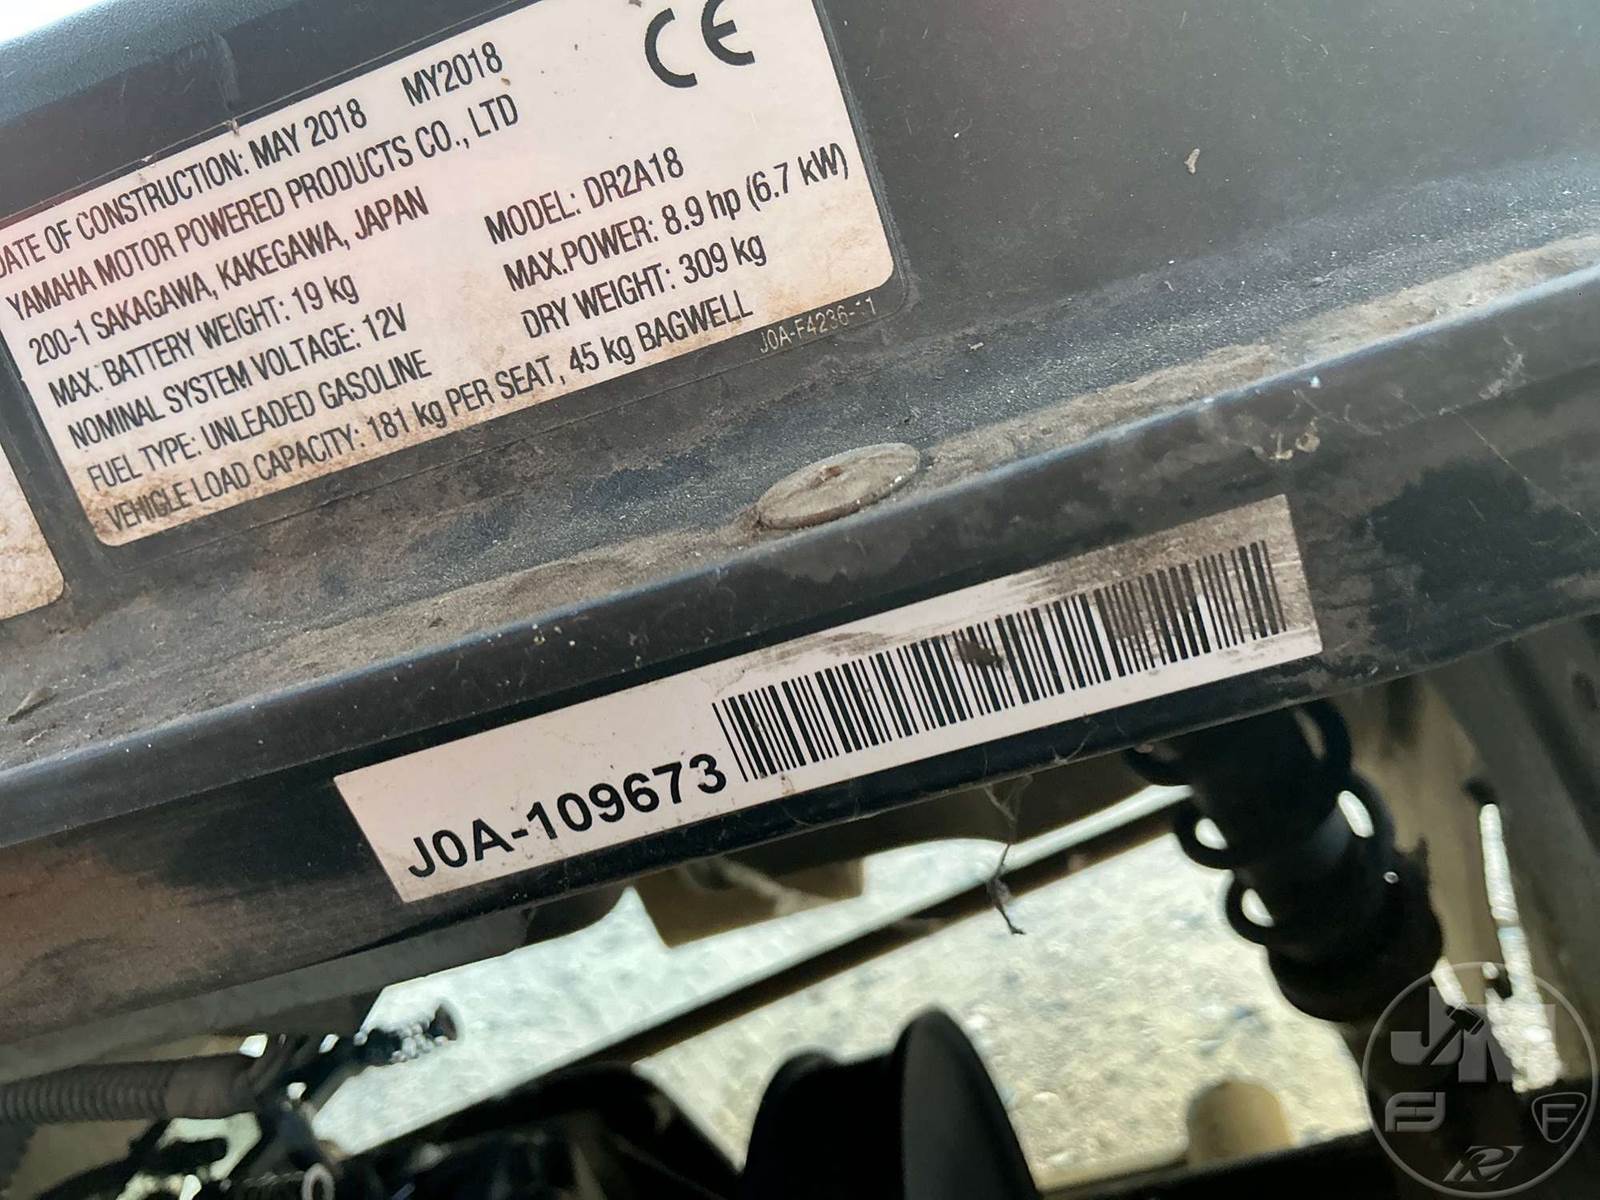 DATE OF CONSTRUCTION: MAY 2018 MY2018
YAMAHA MOTOR POWERED PRODUCTS CO., LTD
200-1 SAKAGAWA, KAKEGAWA, JAPAN
MAX. BATTERY WEIGHT: 19 kg
NOMINAL SYSTEM VOLTAGE: 12V
FUEL TYPE: UNLEADED GASOLINE
VEHICLE LOAD CAPACITY: 181 kg PER SEAT, 45 kg BAGWELL
CE
MODEL: DR2A18
MAX.POWER: 8.9 hp (6.7 kW)
DRY WEIGHT: 309 kg
J0A-F4236-11
J0A-109673